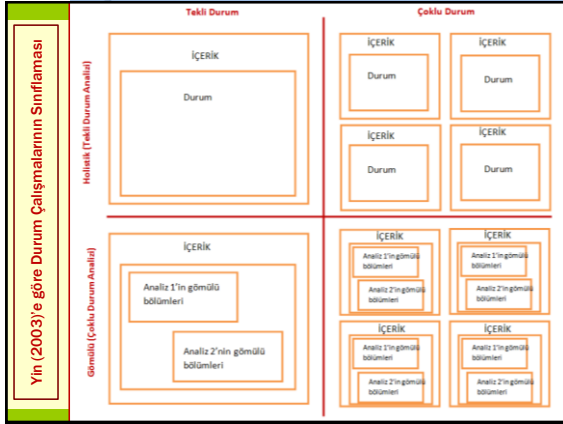 Yin (2003)'e göre Durum Çalışmalarının Sınıflaması
Tekli Durum
Çoklu Durum
Holistik (Tekli Durum Analizi)
İÇERİK
Durum
İÇERİK
Durum
İÇERİK
Durum
İÇERİK
Durum
İÇERİK
Durum
Gömülü (Çoklu Durum Analizi)
İÇERİK
Analiz 1'in gömülü
bölümleri
Analiz 2'nin gömülü
bölümleri
İÇERİK
Analiz 1'in gömülü
bölümleri
Analiz 2'in gömülü
bölümleri
İÇERİK
Analiz 1'in gömülü
bölümleri
Analiz 2'in gömülü
bölümleri
İÇERİK
Analiz 1'in gömülü
bölümleri
Analiz 2'in gömülü
bölümleri
İÇERİK
Analiz 1'in gömülü
bölümleri
Analiz 2'in gömülü
bölümleri